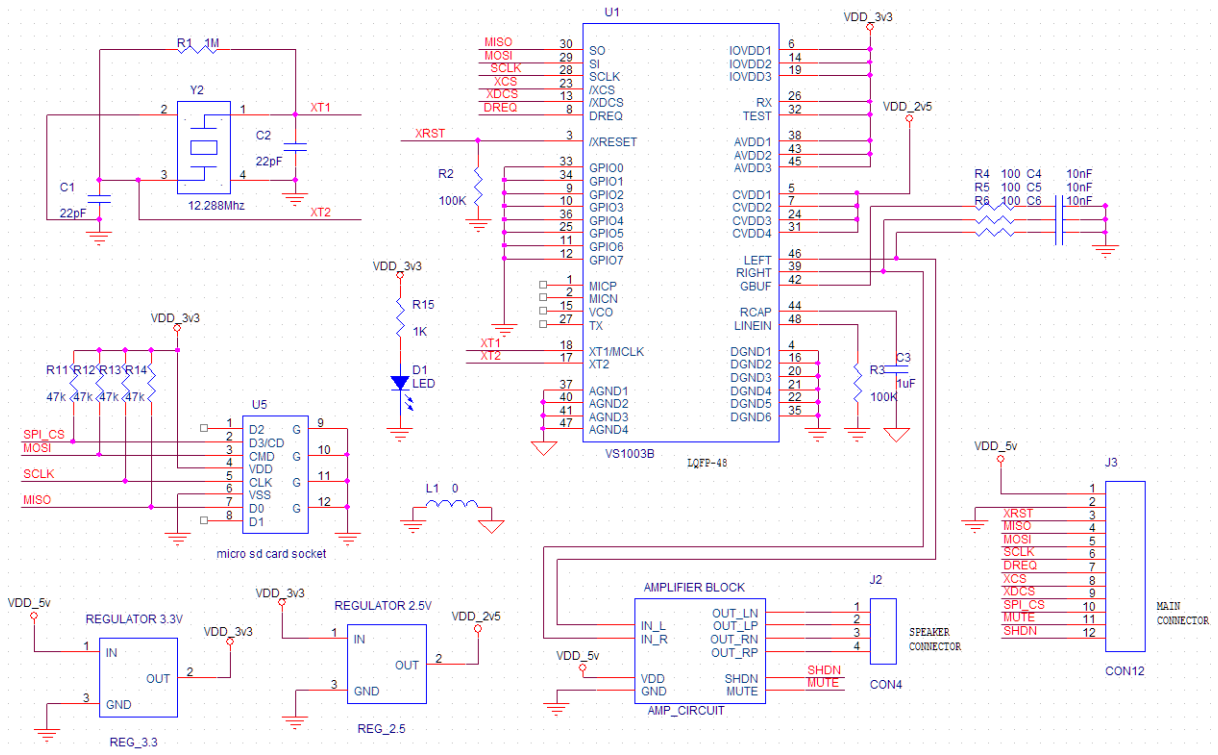 R1 1M
Y2
2
1
XT1
C2
22pF
3
4
C1
22pF
12.288Mhz
XT2
U1
MISO 30 SO
MOSI 29 SI
SCLK 28 SCLK
XCS 23 /XCS
XDCS 13 /XDCS
DREQ 8 DREQ
XRST 3 /XRESET
R2
100K
33 GPIO0
34 GPIO1
9 GPIO2
10 GPIO3
36 GPIO4
25 GPIO5
11 GPIO6
12 GPIO7
1 MICP
2 MICN
15 VCO
27 TX
XT1 18 XT1/MCLK
XT2 17 XT2
37 AGND1
40 AGND2
41 AGND3
47 AGND4
VDD_3v3
IOVDD1 6
IOVDD2 14
IOVDD3 19
RX 26
TEST 32
VDD_2v5
AVDD1 38
AVDD2 43
AVDD3 45
CVDD1 5
CVDD2 7
CVDD3 24
CVDD4 31
LEFT 46
RIGHT 39
GBUF 42
RCAP 44
LINEIN 48
DGND1 4
DGND2 16
DGND3 20
DGND4 21
DGND5 22
DGND6 35
VS1003B
LQFP-48
R4 100 C4 10nF
R5 100 C5 10nF
R6 100 C6 10nF
R3
100K
C3
1uF
VDD_3v3
R15
1K
D1
LED
VDD_3v3
R11 R12 R13 R14
47k 47k 47k 47k
U5
1 D2 G 9
SPI_CS 2 D3/CD
MOSI 3 CMD G 10
4 VDD
SCLK 5 CLK G 11
6 VSS
MISO 7 D0 G 12
8 D1
micro sd card socket
L1 0
VDD_5v
REGULATOR 3.3V
VDD_3v3
1 IN
OUT 2
3 GND
REG_3.3
VDD_3v3
REGULATOR 2.5V
VDD_2v5
1 IN
OUT 2
3 GND
REG_2.5
AMPLIFIER BLOCK
IN_L
IN_R
VDD_5v
VDD
GND
OUT_LN
OUT_LP
OUT_RN
OUT_RP
SHDN SHDN
MUTE MUTE
AMP_CIRCUIT
J2
1
2
3
4
SPEAKER
CONNECTOR
CON4
VDD_5v
J3
1
2
XRST 3
MISO 4
MOSI 5
SCLK 6
DREQ 7
XCS 8
XDCS 9
SPI_CS 10
MUTE 11
SHDN 12
MAIN
CONNECTOR
CON12